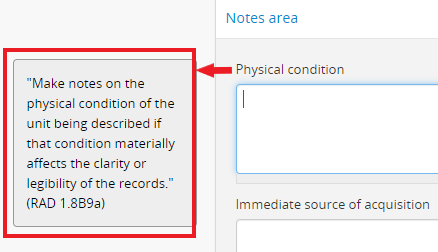 Notes area
Physical condition
"Make notes on the
physical condition of the
unit being described if
that condition materially
affects the clarity or
legibility of the records."
(RAD 1.8B9a)
Immediate source of acquisition